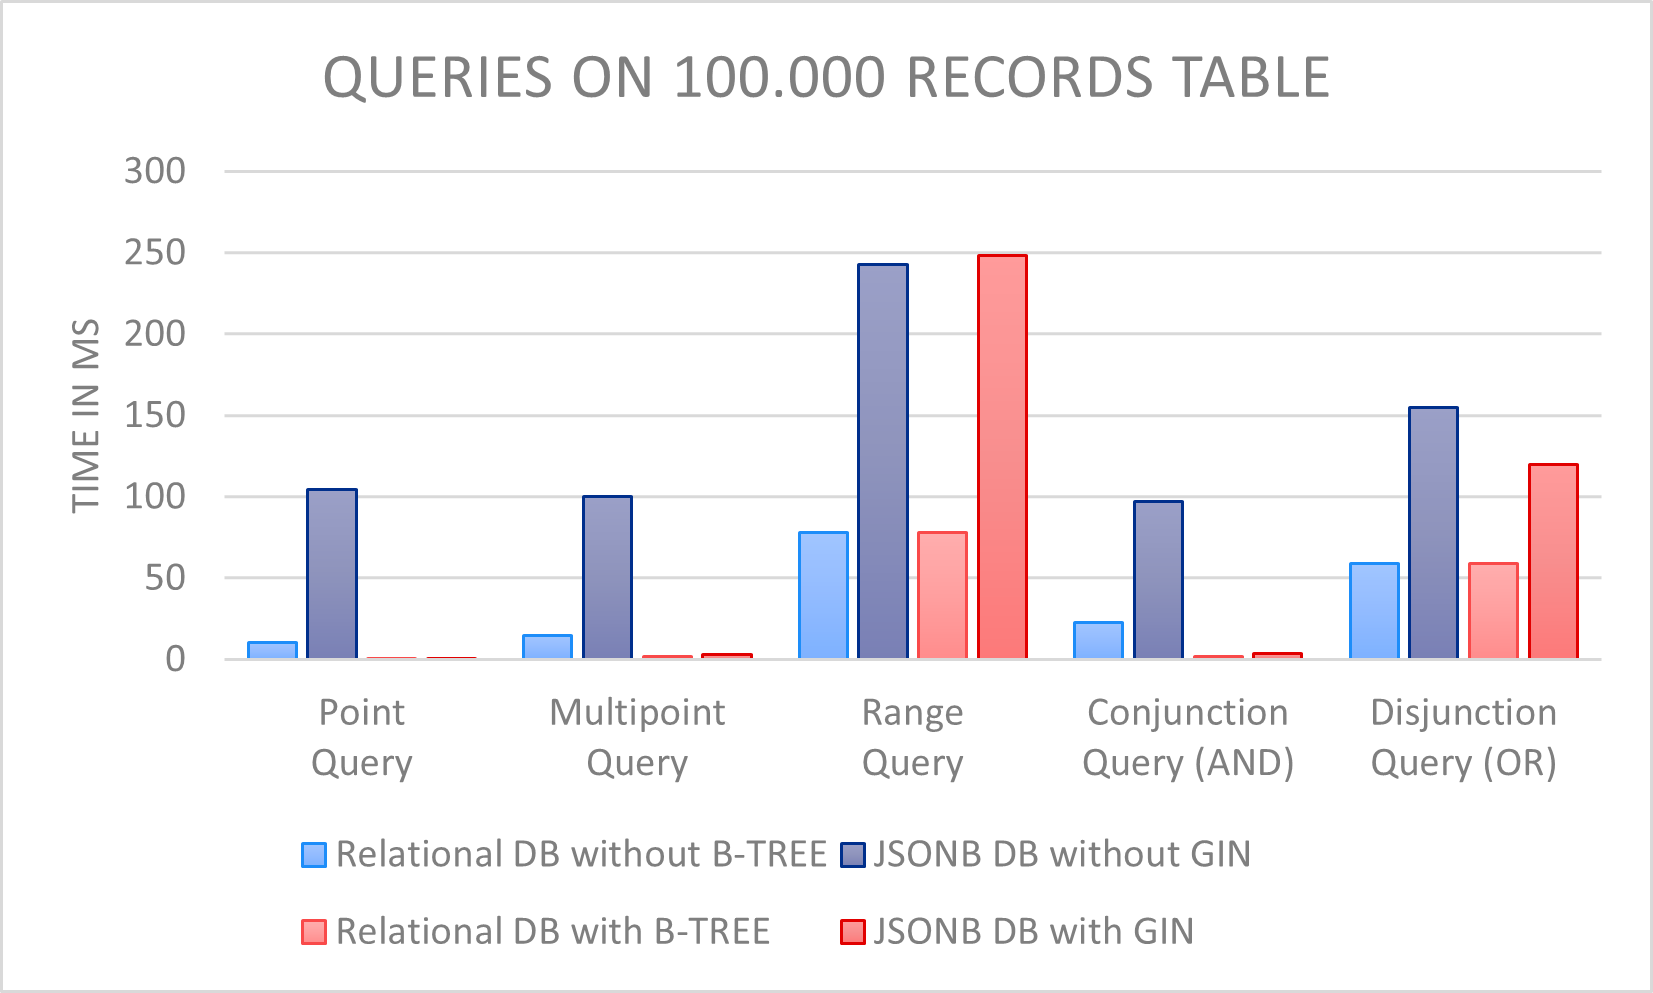 QUERIES ON 100.000 RECORDS TABLE
TIME IN MS
300
250
200
150
100
50
0
Point Query
Multipoint Query
Range Query
Conjunction Query (AND)
Disjunction Query (OR)
Relational DB without B-TREE
JSONB DB without GIN
Relational DB with B-TREE
JSONB DB with GIN